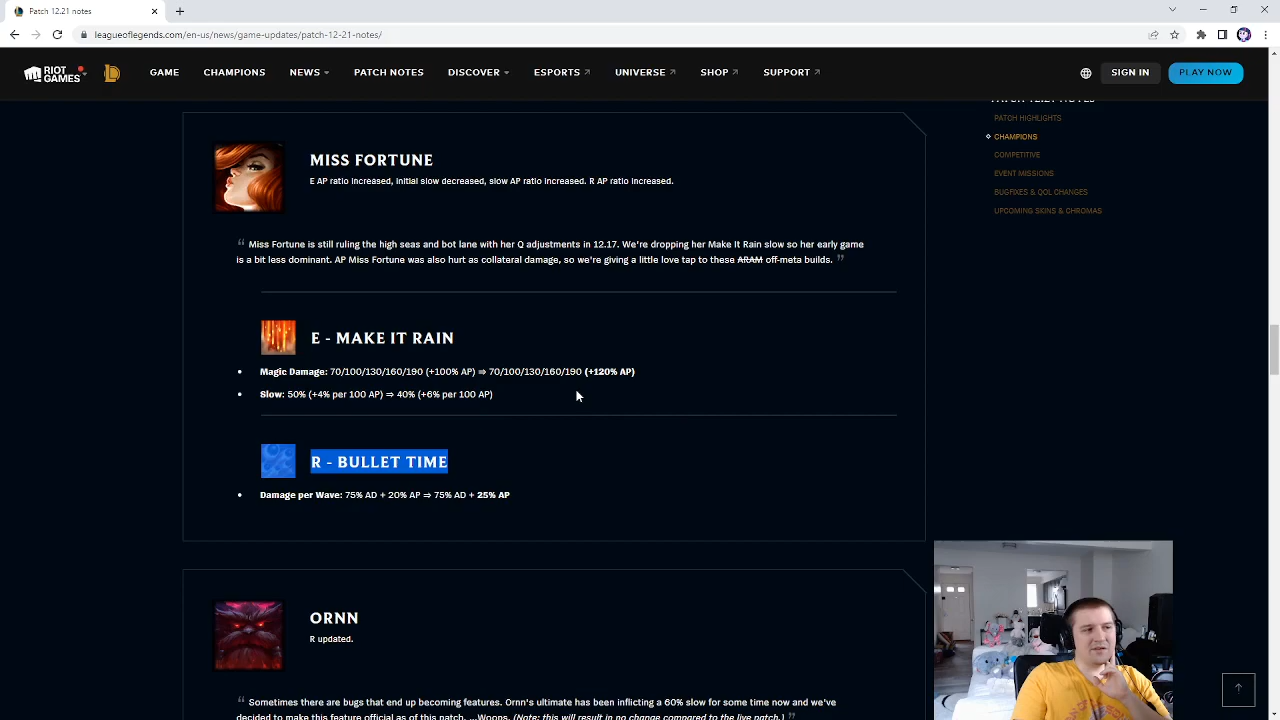 Patch 12.21 notes
leagueoflegends.com/en-us/news/game-updates/patch-12-21-notes/
RIOT GAMES
GAME CHAMPIONS NEWS PATCH NOTES DISCOVER ESPORTS UNIVERSE SHOP SUPPORT SIGN IN PLAY NOW
PATCH 12.21 NOTES
PATCH HIGHLIGHTS
CHAMPIONS
COMPETITIVE
EVENT MISSIONS
BUGFIXES & QOL CHANGES
UPCOMING SKINS & CHROMAS
MISS FORTUNE
E AP ratio increased, initial slow decreased, slow AP ratio increased. R AP ratio increased.
“ Miss Fortune is still ruling the high seas and bot lane with her Q adjustments in 12.17. We're dropping her Make It Rain slow so her early game
is a bit less dominant. AP Miss Fortune was also hurt as collateral damage, so we're giving a little love tap to these ARAM off-meta builds. ”
E - MAKE IT RAIN
• Magic Damage: 70/100/130/160/190 (+100% AP) ⇒ 70/100/130/160/190 (+120% AP)
• Slow: 50% (+4% per 100 AP) ⇒ 40% (+6% per 100 AP)
R - BULLET TIME
• Damage per Wave: 75% AD + 20% AP ⇒ 75% AD + 25% AP
ORNN
R updated.
“ Sometimes there are bugs that end up becoming features. Ornn's ultimate has been inflicting a 60% slow for some time now and we've
decided to make this feature official as of this patch. ...Woops. (Note: this will result in no change compared to the live patch.) ”